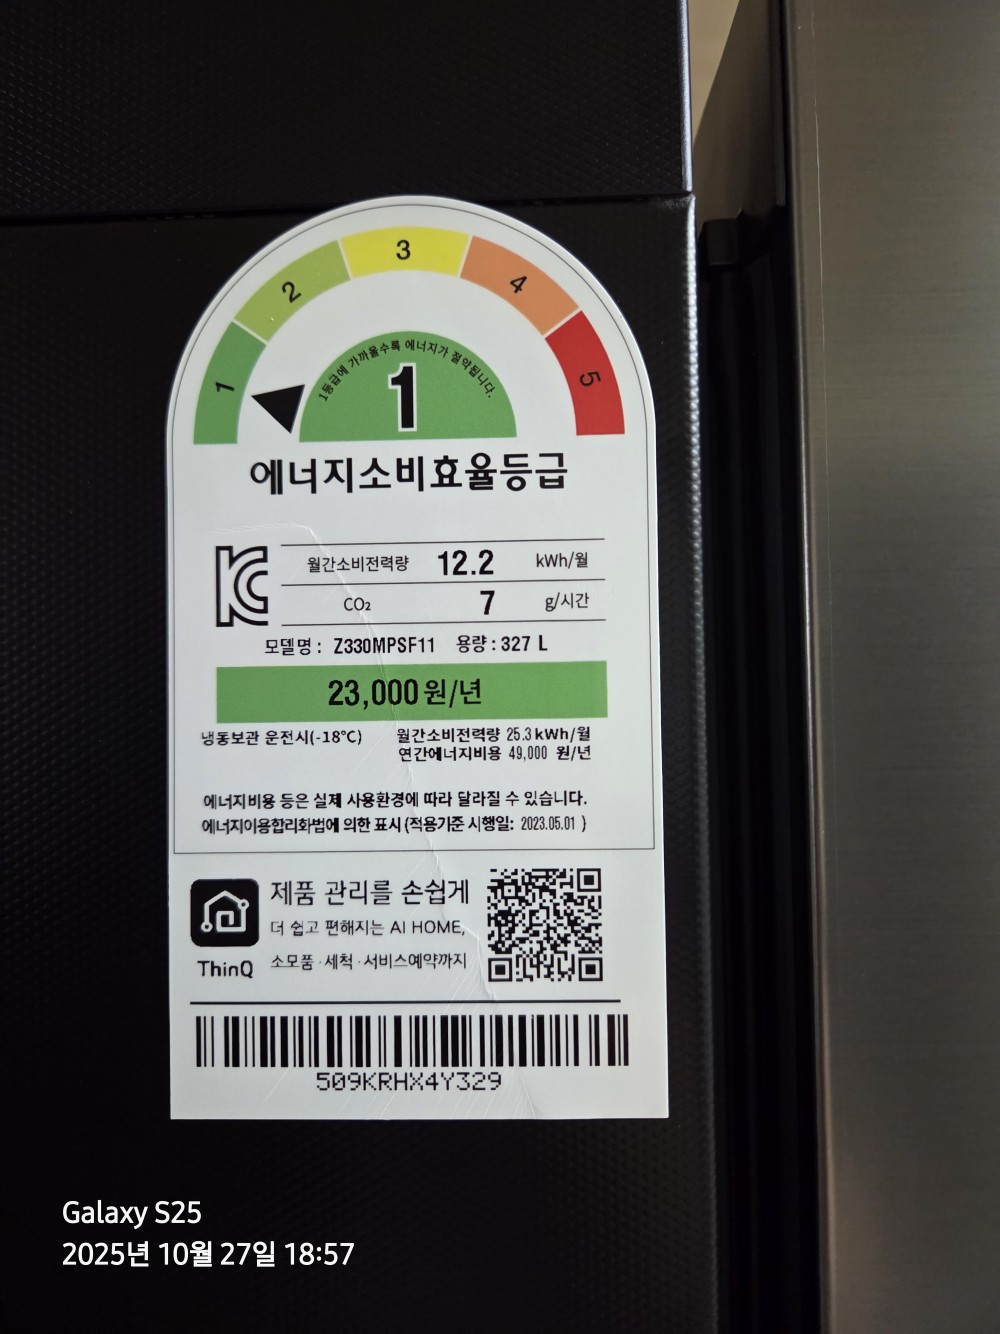 1
2
3
4
5
1등급에 가까울수록 에너지가 절약됩니다.
1
에너지소비효율등급
월간소비전력량 12.2 kWh/월
CO₂ 7 g/시간
모델명 : Z330MPSF11 용량 : 327 L
23,000원/년
냉동보관 운전시(-18℃) 월간소비전력량 25.3 kWh/월
연간에너지비용 49,000 원/년
에너지비용 등은 실제 사용환경에 따라 달라질 수 있습니다.
에너지이용합리화법에 의한 표시 (적용기준 시행일: 2023.05.01 )
제품 관리를 손쉽게
더 쉽고 편해지는 AI HOME,
ThinQ 소모품·세척·서비스예약까지
509KRHX4Y329
Galaxy S25
2025년 10월 27일 18:57